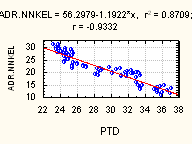 ADR.NNKEL = 56.2979-1.1922*x, r² = 0.8709;
r = -0.9332
ADR.NNKEL
30
25
20
15
10
22 24 26 28 30 32 34 36 38
PTD